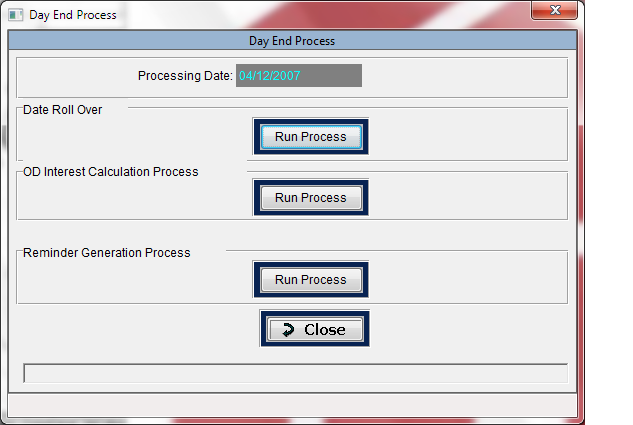 Day End Process
Day End Process
Processing Date: 04/12/2007
Date Roll Over
Run Process
OD Interest Calculation Process
Run Process
Reminder Generation Process
Run Process
Close